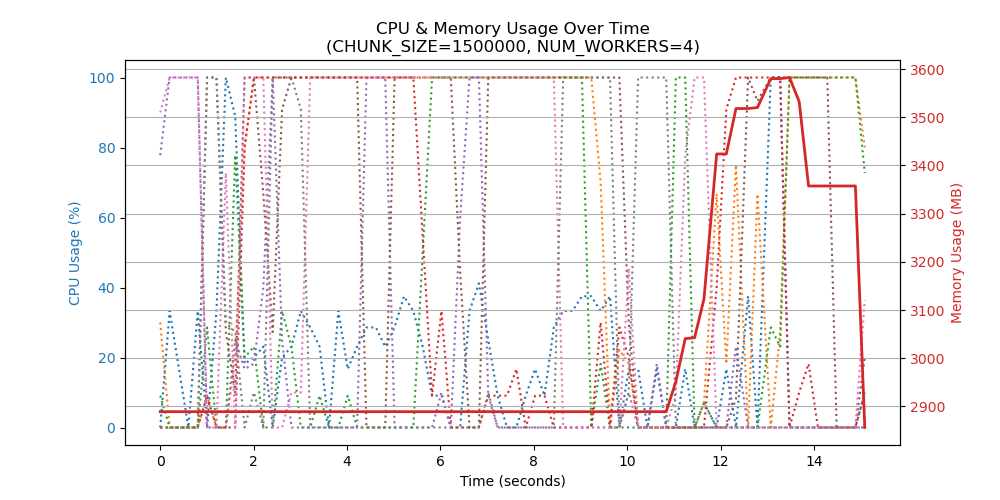 CPU & Memory Usage Over Time
(CHUNK_SIZE=1500000, NUM_WORKERS=4)
100
80
60
40
20
0
CPU Usage (%)
3600
3500
3400
3300
3200
3100
3000
2900
Memory Usage (MB)
0 2 4 6 8 10 12 14
Time (seconds)